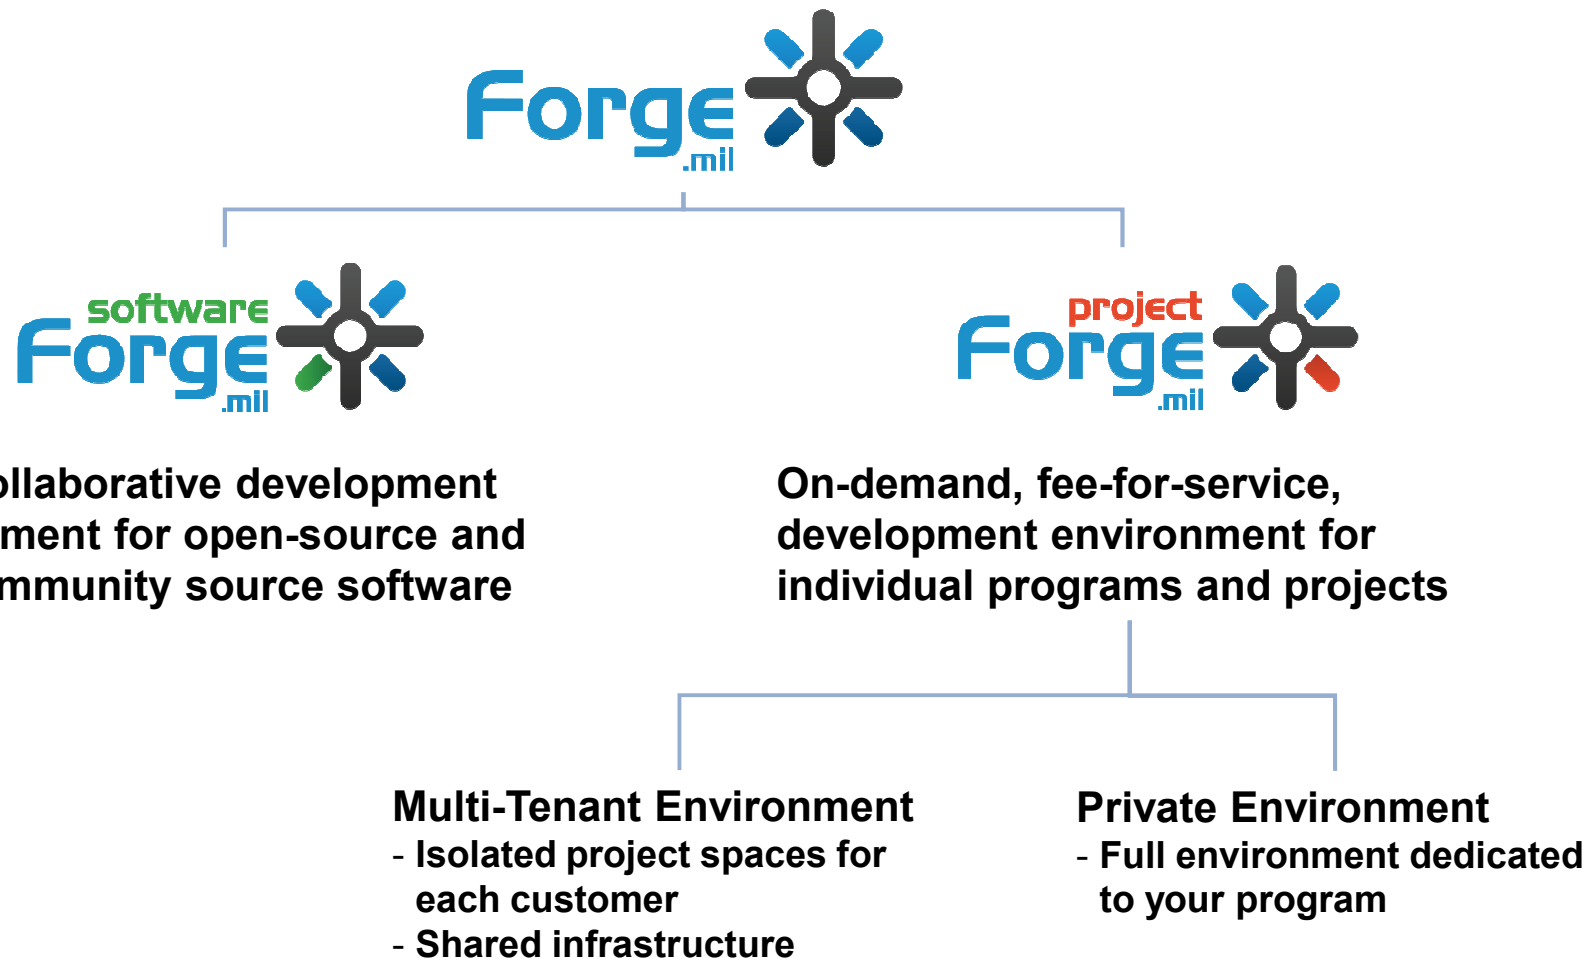 Forge
.mil
software
Forge
.mil
project
Forge
.mil
ollaborative development
ment for open-source and
mmunity source software
On-demand, fee-for-service,
development environment for
individual programs and projects
Multi-Tenant Environment
- Isolated project spaces for
each customer
- Shared infrastructure
Private Environment
- Full environment dedicated
to your program